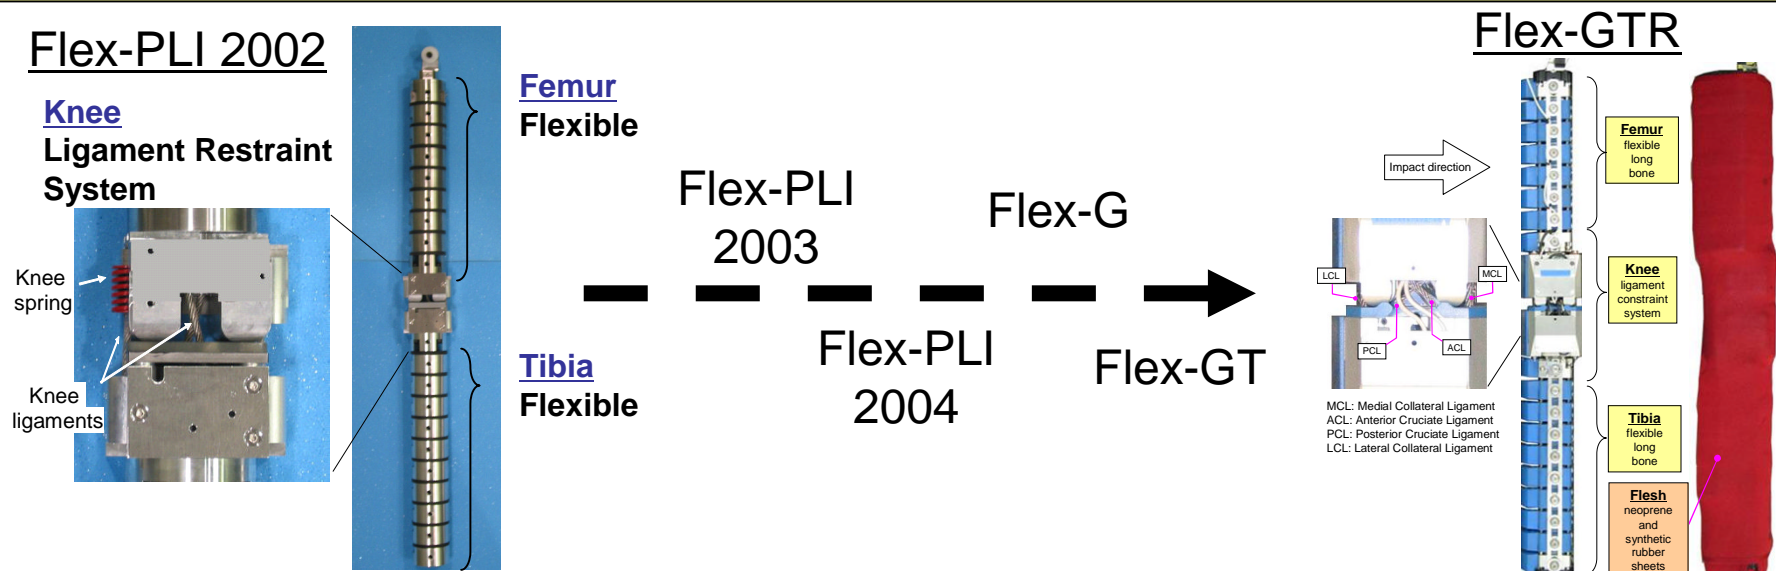 Flex-PLI 2002
Knee
Ligament Restraint
System
Knee
spring
Knee
ligaments
Femur
Flexible
Tibia
Flexible
Flex-PLI
2003
Flex-G
Flex-PLI
2004
Flex-GT
Flex-GTR
Impact direction
LCL
MCL
PCL
ACL
MCL: Medial Collateral Ligament
ACL: Anterior Cruciate Ligament
PCL: Posterior Cruciate Ligament
LCL: Lateral Collateral Ligament
Femur
flexible
long
bone
Knee
ligament
constraint
system
Tibia
flexible
long
bone
Flesh
neoprene
and
synthetic
rubber
sheets